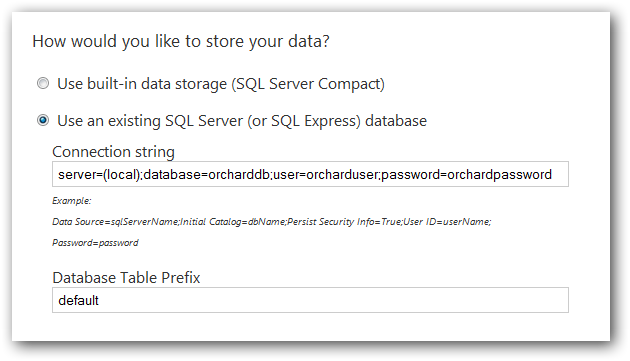 How would you like to store your data?
Use built-in data storage (SQL Server Compact)
Use an existing SQL Server (or SQL Express) database
Connection string
server=(local);database=orcharddb;user=orcharduser;password=orchardpassword
Example:
Data Source=sqlServerName;Initial Catalog=dbName;Persist Security Info=True;User ID=userName;
Password=password
Database Table Prefix
default